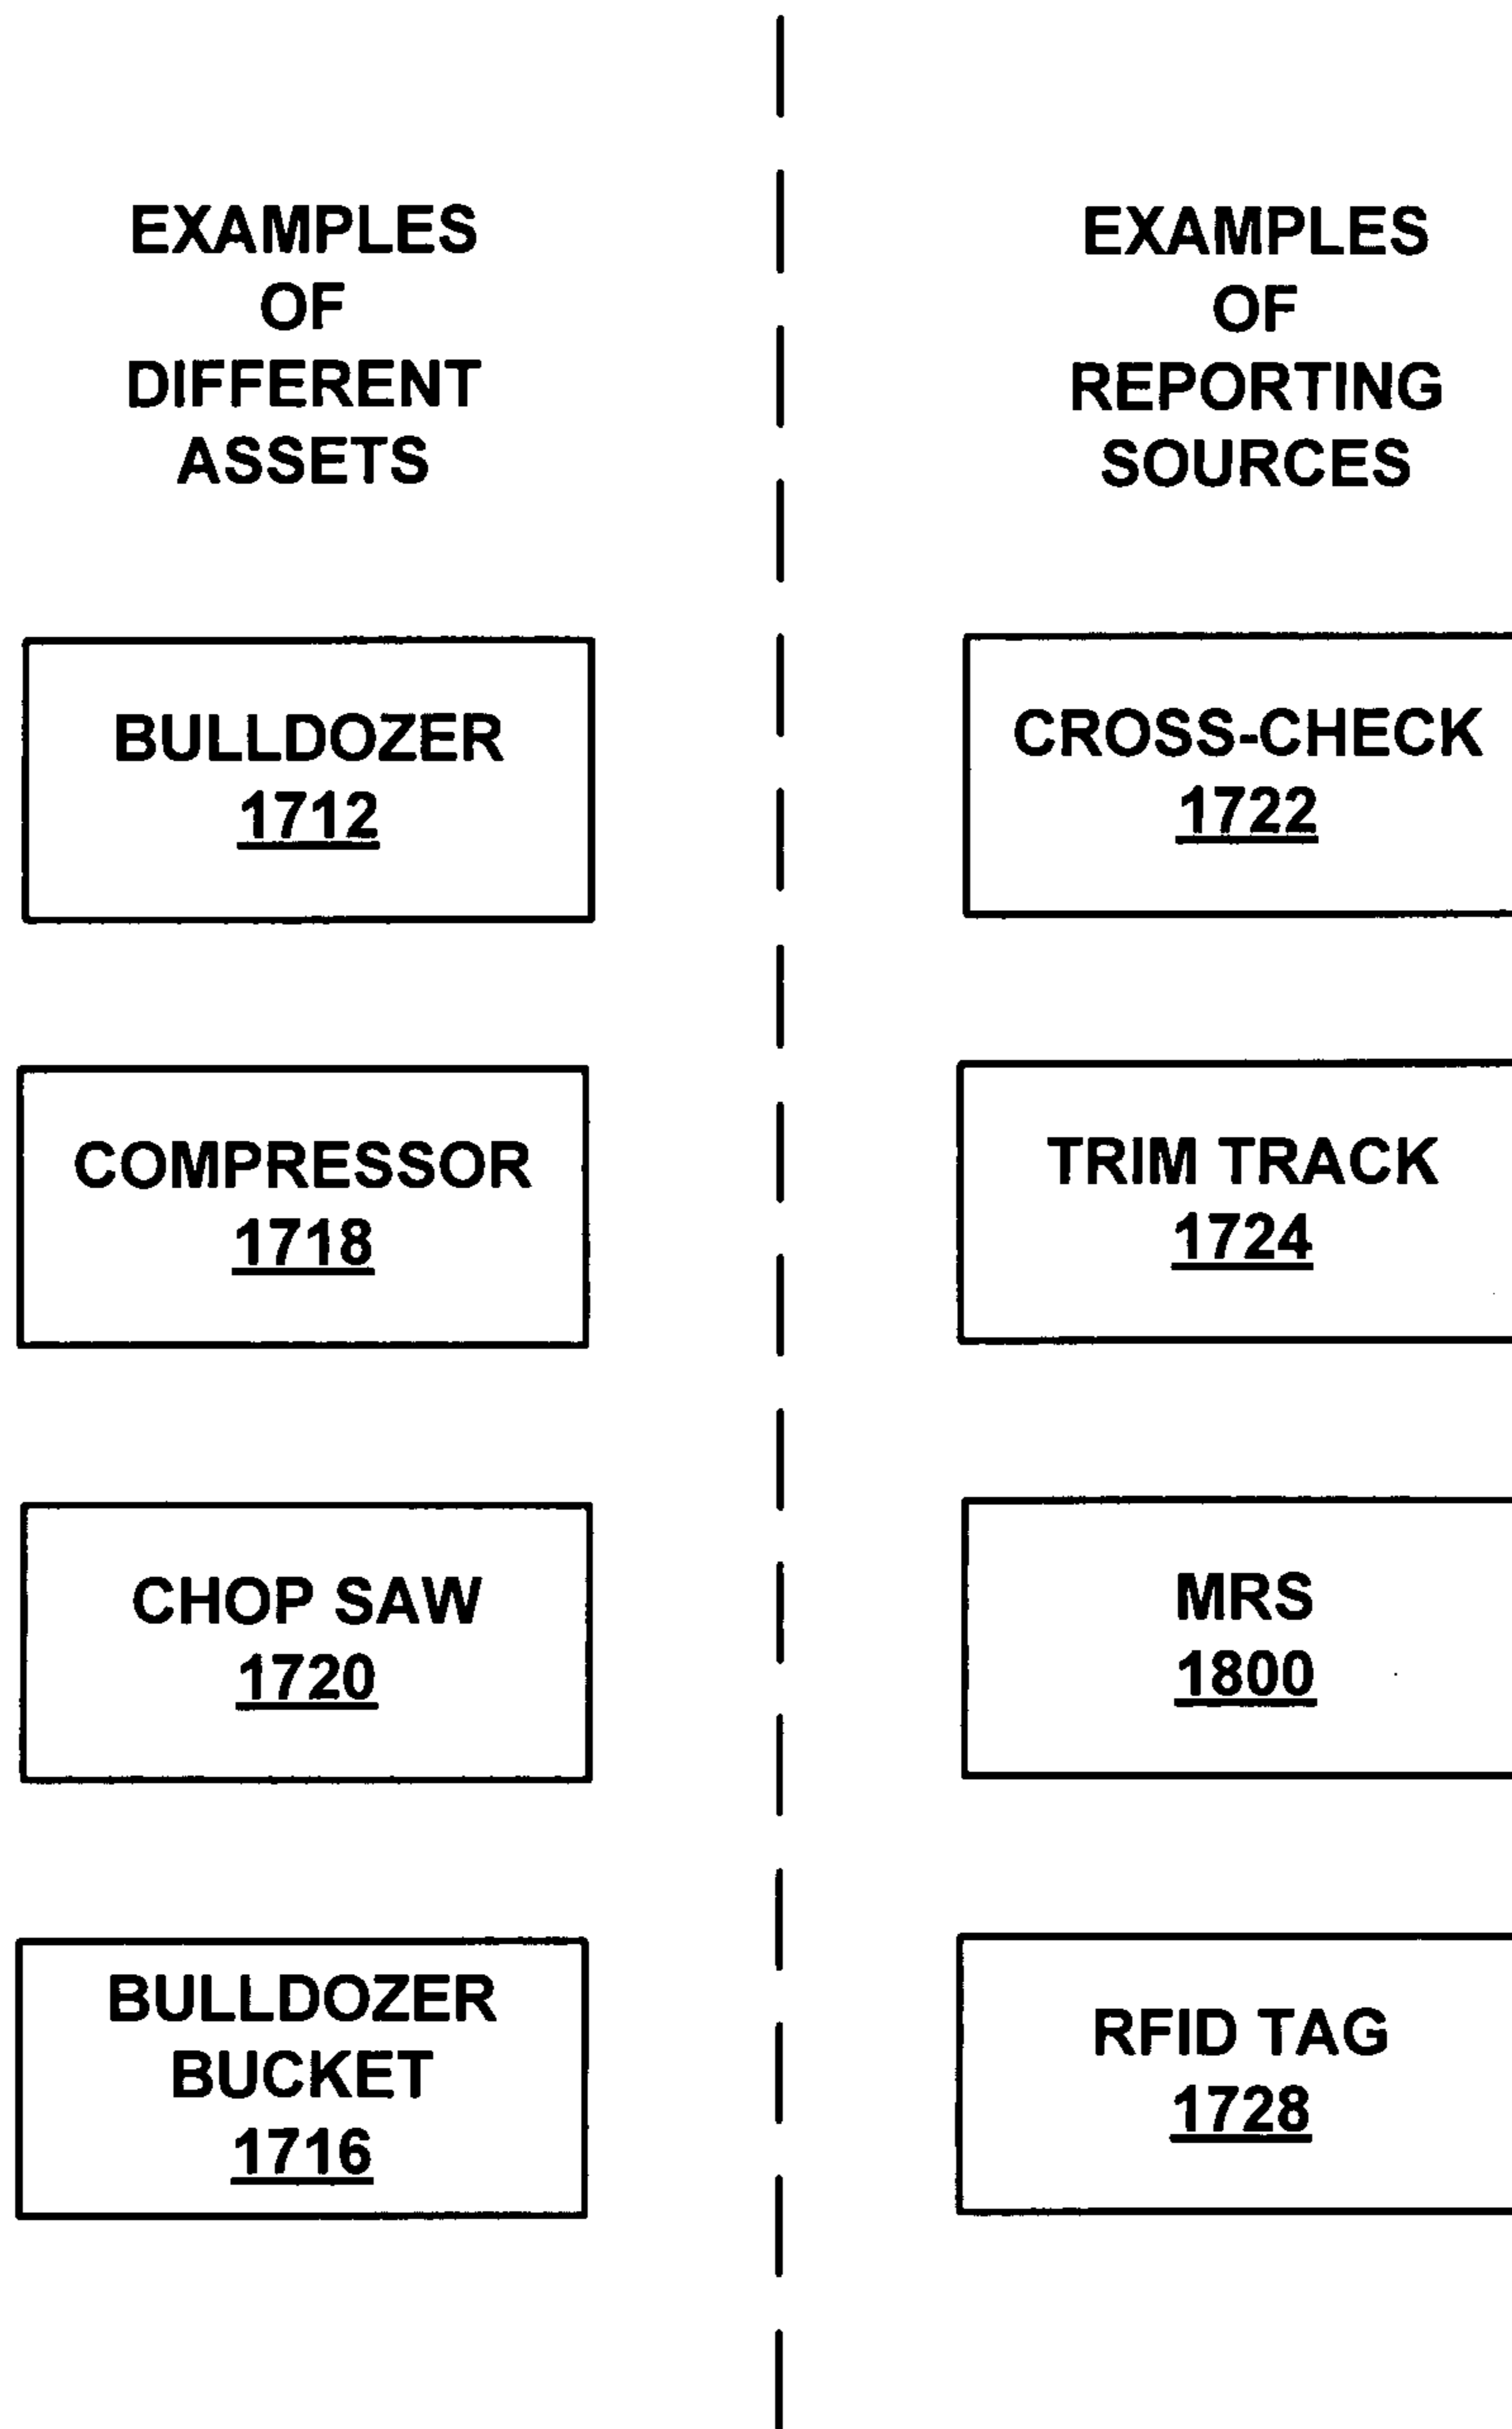 EXAMPLES
OF
DIFFERENT
ASSETS
BULLDOZER
1712
COMPRESSOR
1718
CHOP SAW
1720
BULLDOZER
BUCKET
1716
EXAMPLES
OF
REPORTING
SOURCES
CROSS-CHECK
1722
TRIM TRACK
1724
MRS
1800
RFID TAG
1728